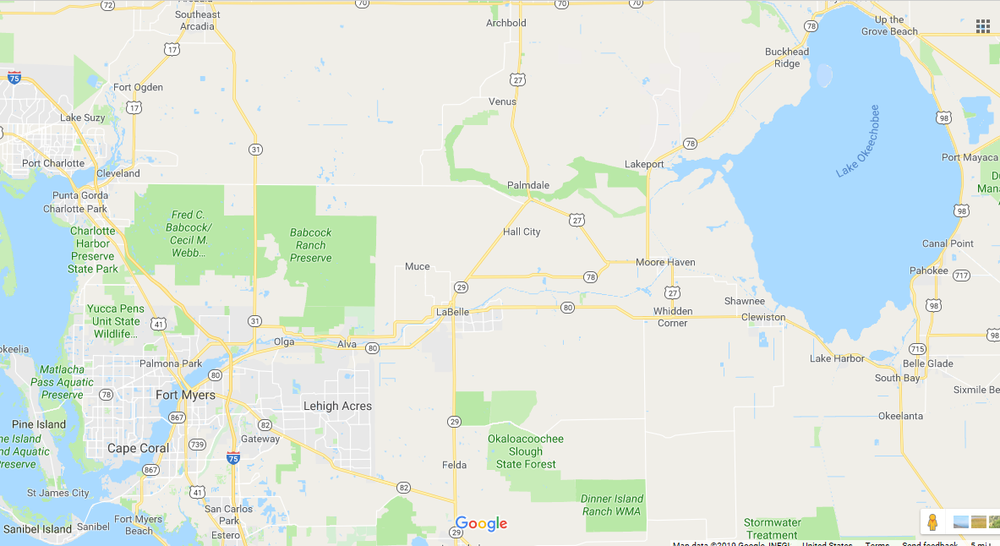 Arcadia
72
70
70
70
Southeast
Arcadia
Archbold
Up the
Grove Beach
78
17
Buckhead
Ridge
75
27
Fort Ogden
17
Venus
Lake Suzy
98
Lake Okeechobee
31
78
Port Charlotte
Lakeport
Port Mayaca
Cleveland
Palmdale
Punta Gorda
Charlotte Park
Fred C.
Babcock/
Cecil M.
Webb...
27
98
Charlotte
Harbor
Preserve
State Park
Babcock
Ranch
Preserve
Hall City
Canal Point
Muce
Moore Haven
Pahokee
717
78
29
27
Shawnee
Yucca Pens
Unit State
Wildlife...
LaBelle
80
98
Whidden
Corner
Clewiston
41
31
98
Olga
Alva
80
okeelia
715
Lake Harbor
Belle Glade
Palmona Park
Matlacha
Pass Aquatic
Preserve
80
South Bay
78
Fort Myers
Sixmile Be
Lehigh Acres
867
Okeelanta
Pine Island
82
29
ne Island
nd Aquatic
Preserve
Cape Coral
739
Gateway
Okaloacoochee
Slough
State Forest
75
867
Felda
St James City
41
82
Dinner Island
Ranch WMA
San Carlos
Park
Fort Myers
Beach
Sanibel Island
Sanibel
Estero
Google
29
Stormwater
Treatment
Map data ©2019 Google, INEGI
United States
Terms
Send feedback
5 mi